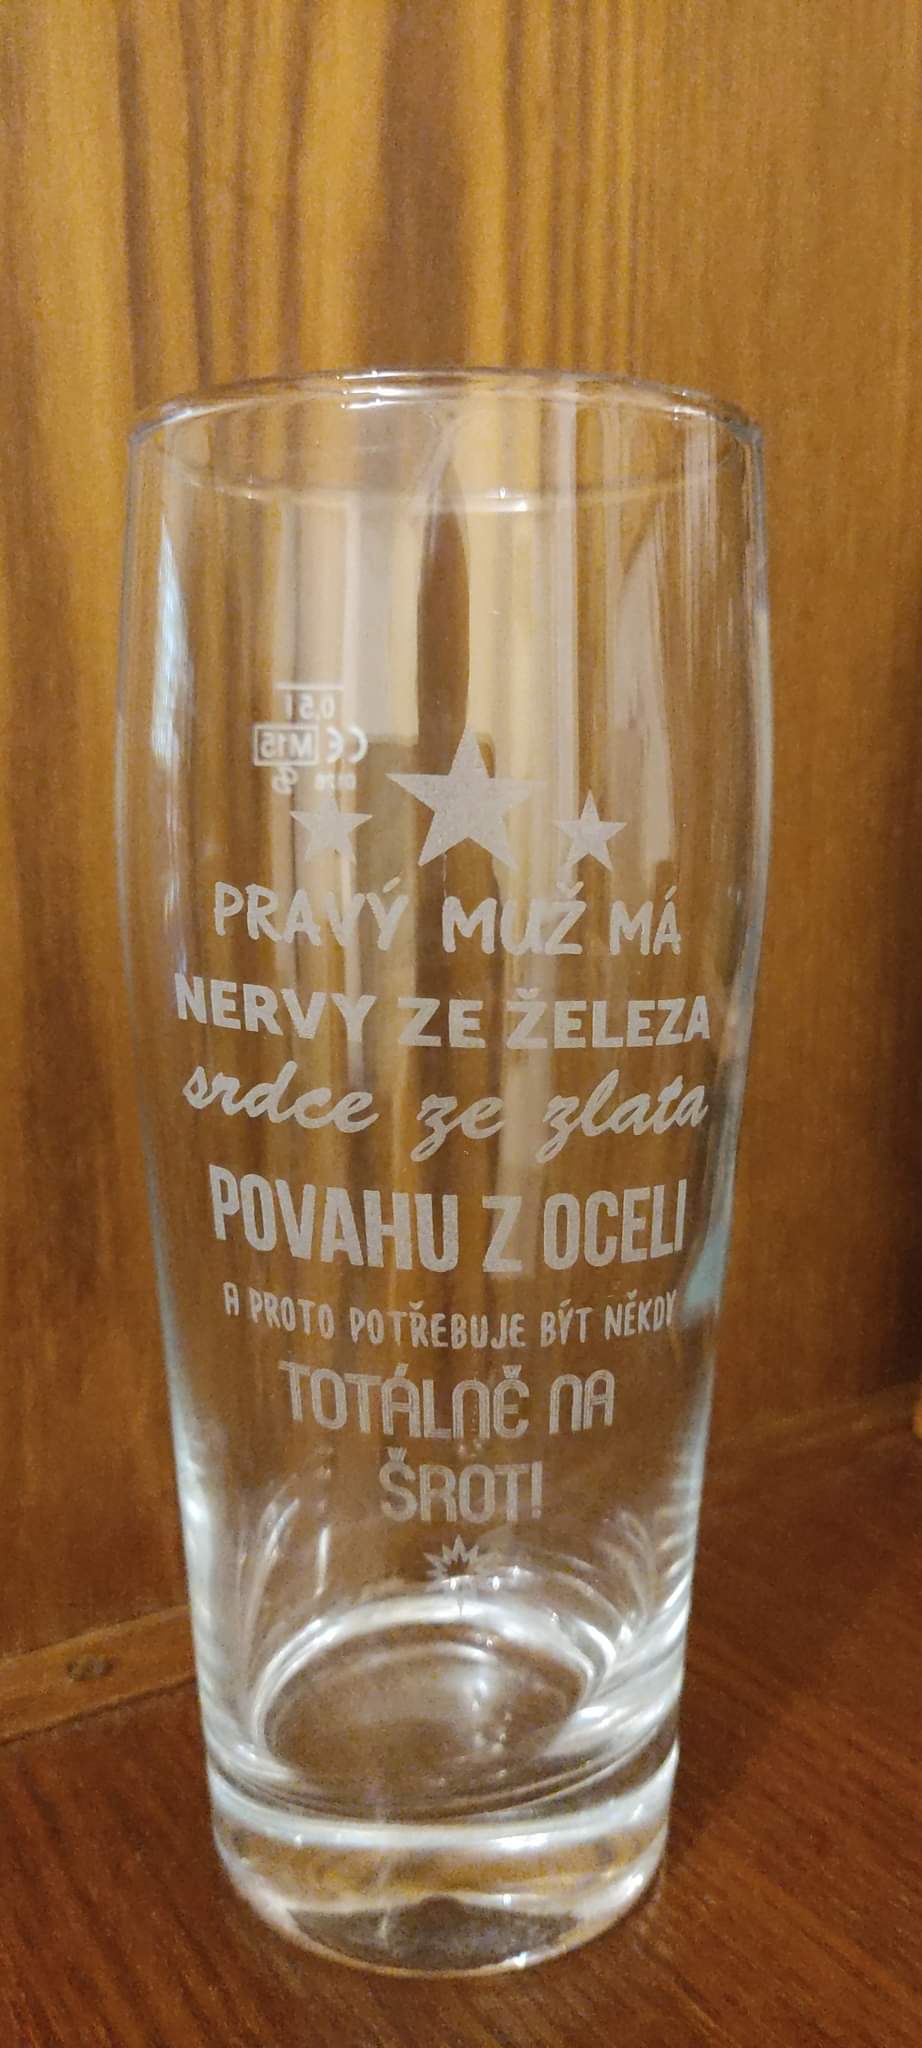 0,5 l
CE M15
PRAVÝ MUŽ MÁ
NERVY ZE ŽELEZA
srdce ze zlata
POVAHU Z OCELI
A PROTO POTŘEBUJE BÝT NĚKDY
TOTÁLNĚ NA
ŠROT!